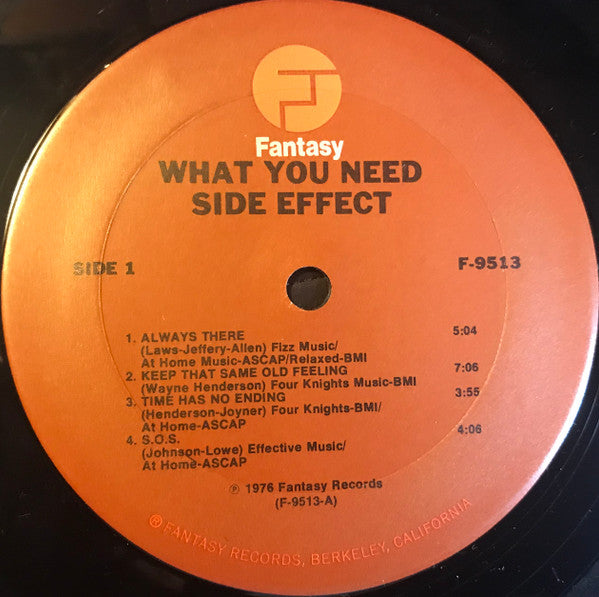 Fantasy
WHAT YOU NEED
SIDE EFFECT
SIDE 1 F-9513
1. ALWAYS THERE 5:04
(Laws-Jeffery-Allen) Fizz Music/
At Home Music-ASCAP/Relaxed-BMI
2. KEEP THAT SAME OLD FEELING 7:06
(Wayne Henderson) Four Knights Music-BMI
3. TIME HAS NO ENDING 3:55
(Henderson-Joyner) Four Knights-BMI/
At Home-ASCAP
4. S.O.S. 4:06
(Johnson-Lowe) Effective Music/
At Home-ASCAP
℗ 1976 Fantasy Records
(F-9513-A)
® FANTASY RECORDS, BERKELEY, CALIFORNIA